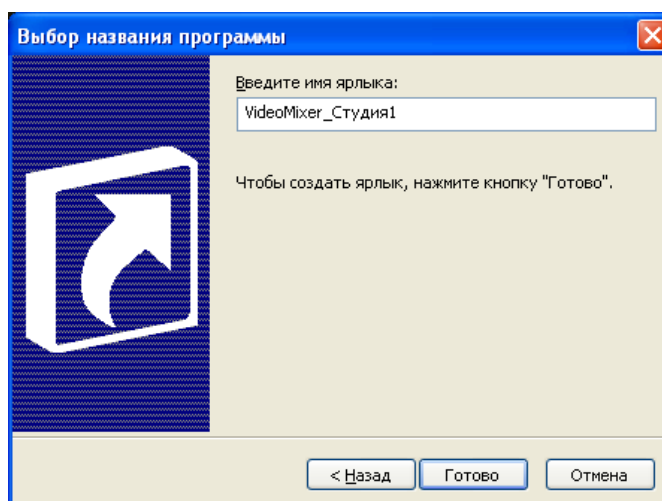 Выбор названия программы
Введите имя ярлыка:
VideoMixer_Студия1
Чтобы создать ярлык, нажмите кнопку "Готово".
< Назад Готово Отмена